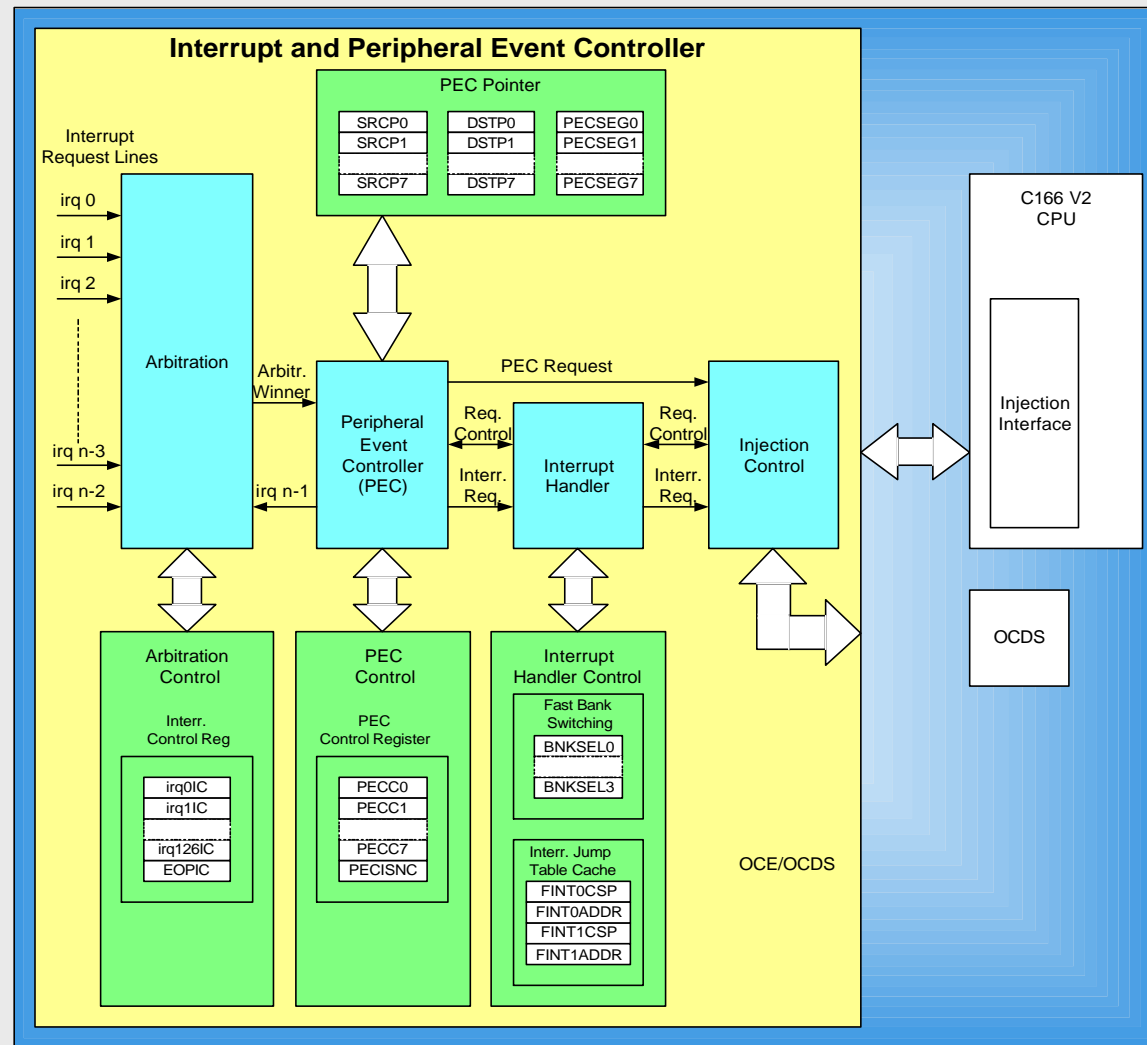 Interrupt and Peripheral Event Controller
PEC Pointer
SRCP0
SRCP1
SRCP7
DSTP0
DSTP1
DSTP7
PECSEG0
PECSEG1
PECSEG7
Interrupt
Request Lines
irq 0
irq 1
irq 2
irq n-3
irq n-2
Arbitration
Arbitr.
Winner
irq n-1
Peripheral
Event
Controller
(PEC)
PEC Request
Req.
Control
Interr.
Req.
Interrupt
Handler
Req.
Control
Interr.
Req.
Injection
Control
C166 V2
CPU
Injection
Interface
OCDS
Arbitration
Control
Interr.
Control Reg
irq0IC
irq1IC
irq126IC
EOPIC
PEC
Control
PEC
Control Register
PECC0
PECC1
PECC7
PECISNC
Interrupt
Handler Control
Fast Bank
Switching
BNKSEL0
BNKSEL3
Interr. Jump
Table Cache
FINT0CSP
FINT0ADDR
FINT1CSP
FINT1ADDR
OCE/OCDS